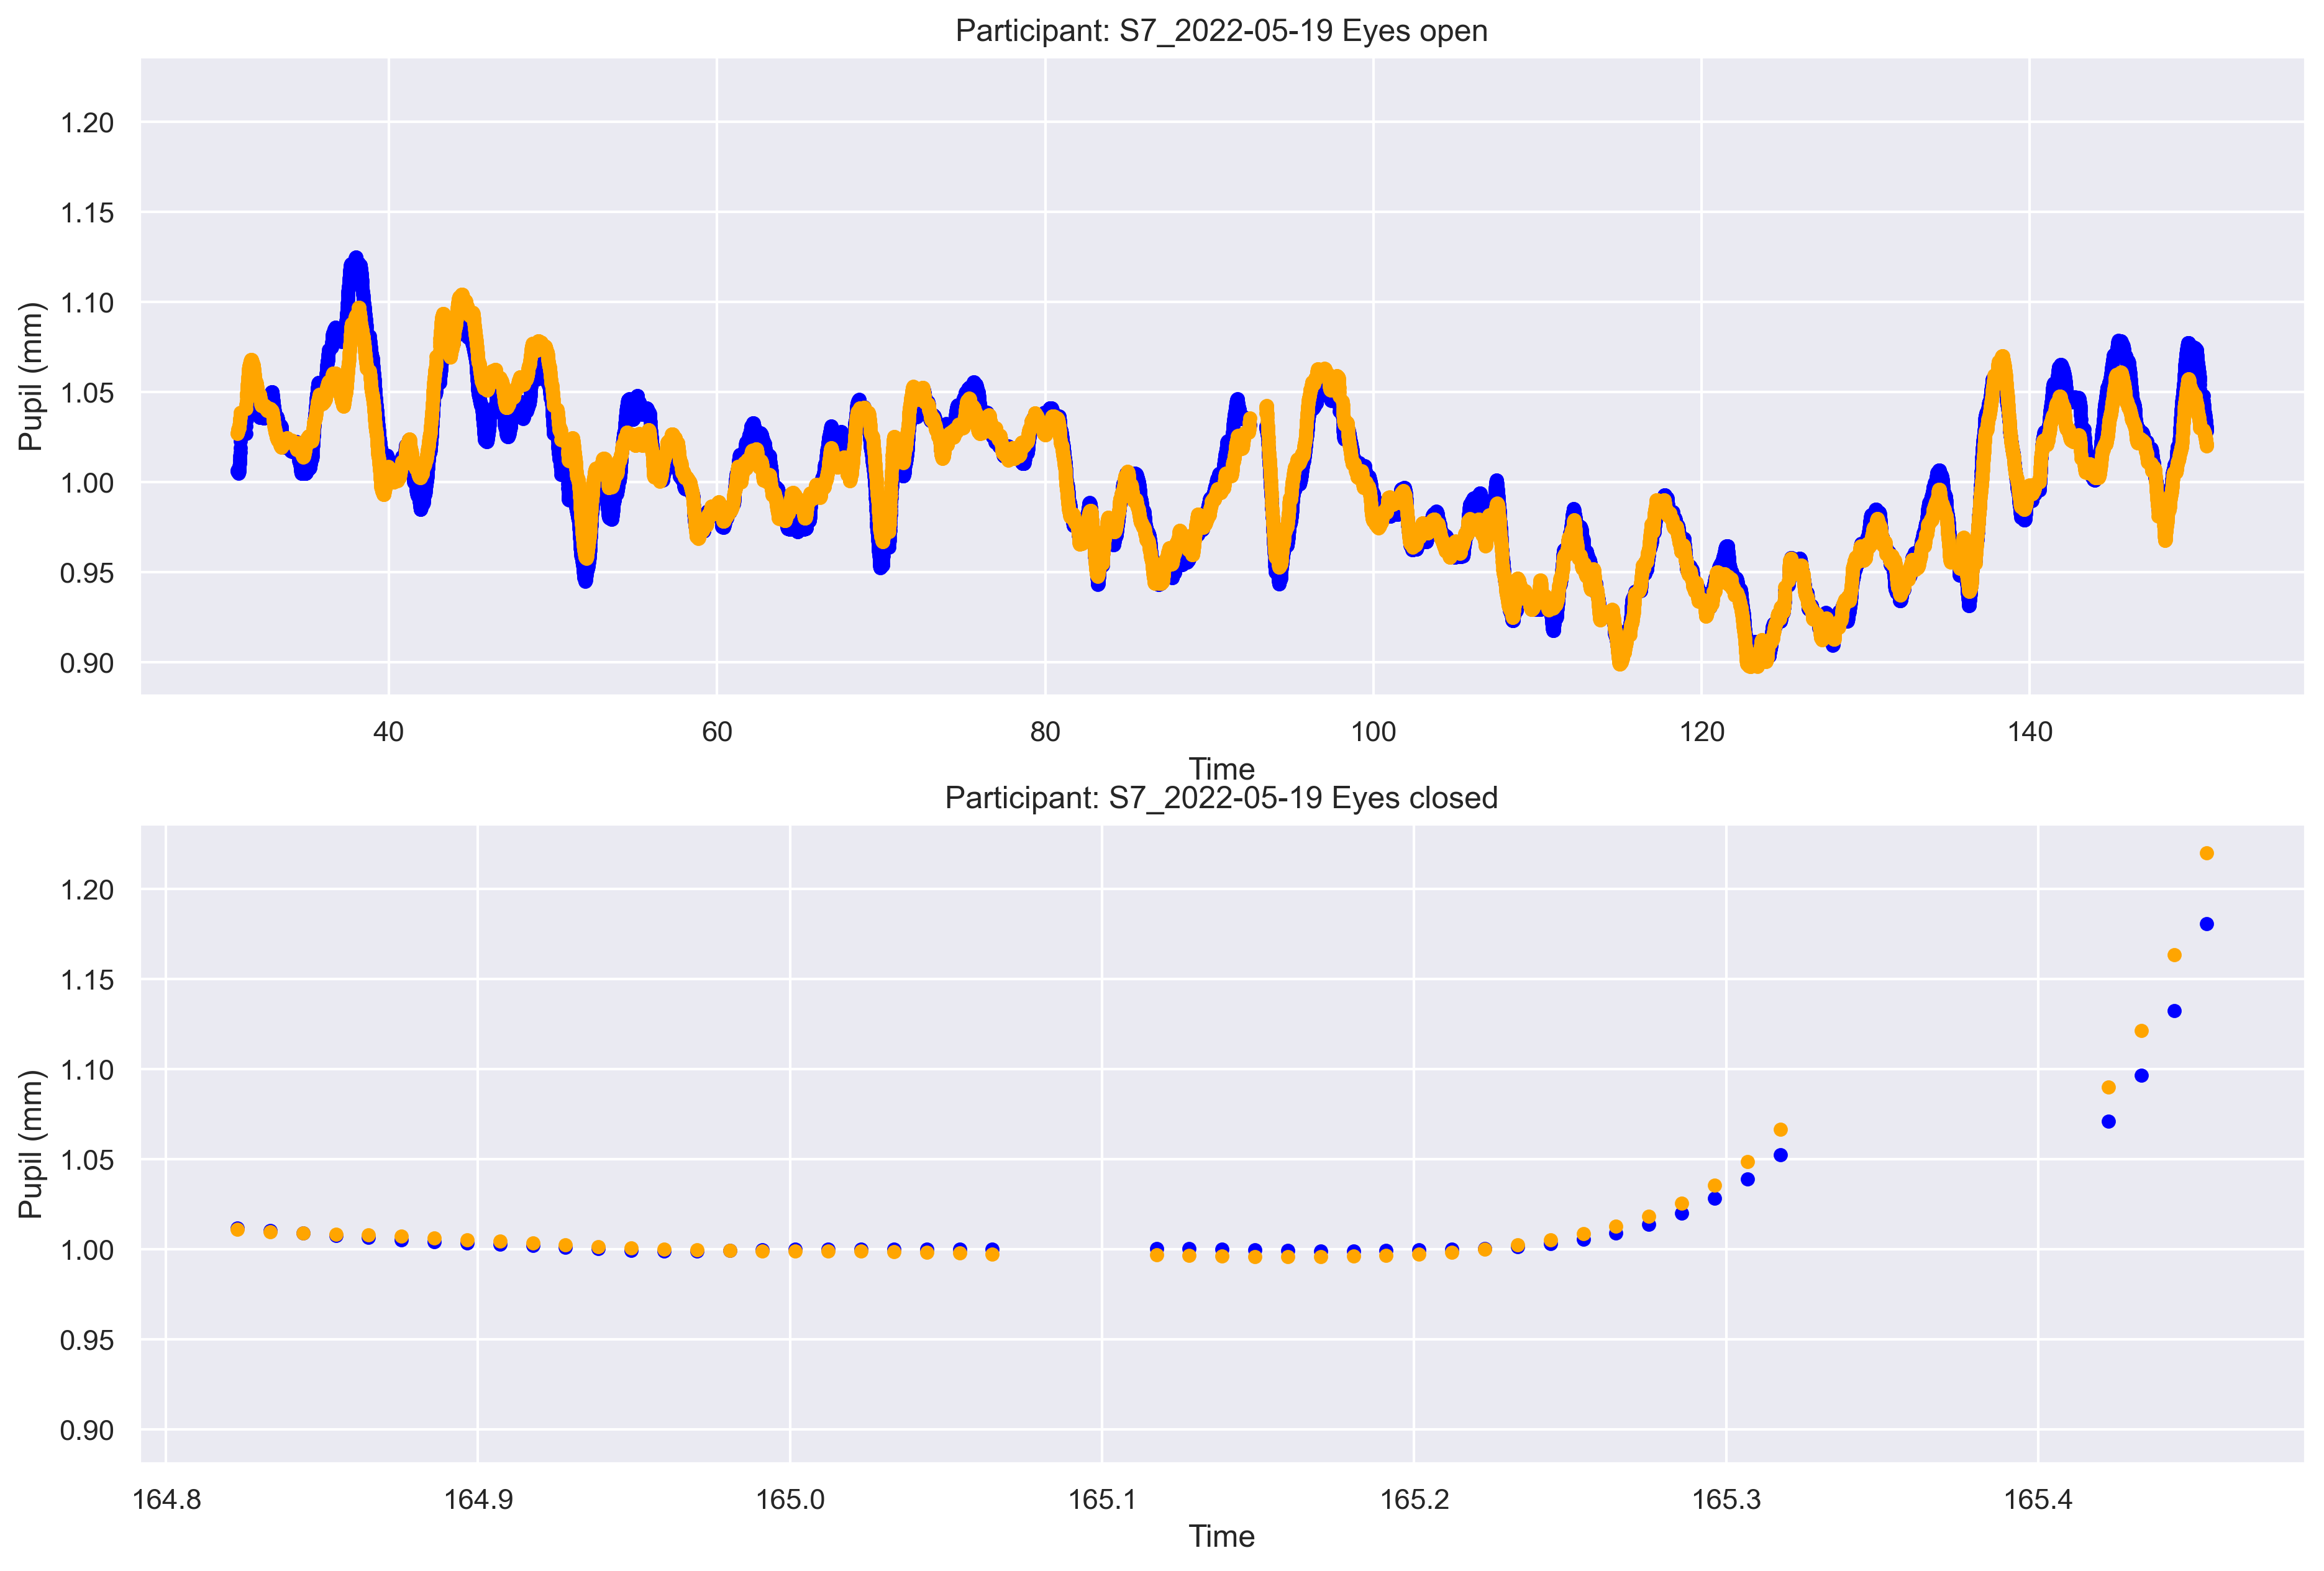 Participant: S7_2022-05-19 Eyes open
Pupil (mm)
1.20
1.15
1.10
1.05
1.00
0.95
0.90
40 60 80 100 120 140
Time
Participant: S7_2022-05-19 Eyes closed
Pupil (mm)
1.20
1.15
1.10
1.05
1.00
0.95
0.90
164.8 164.9 165.0 165.1 165.2 165.3 165.4
Time